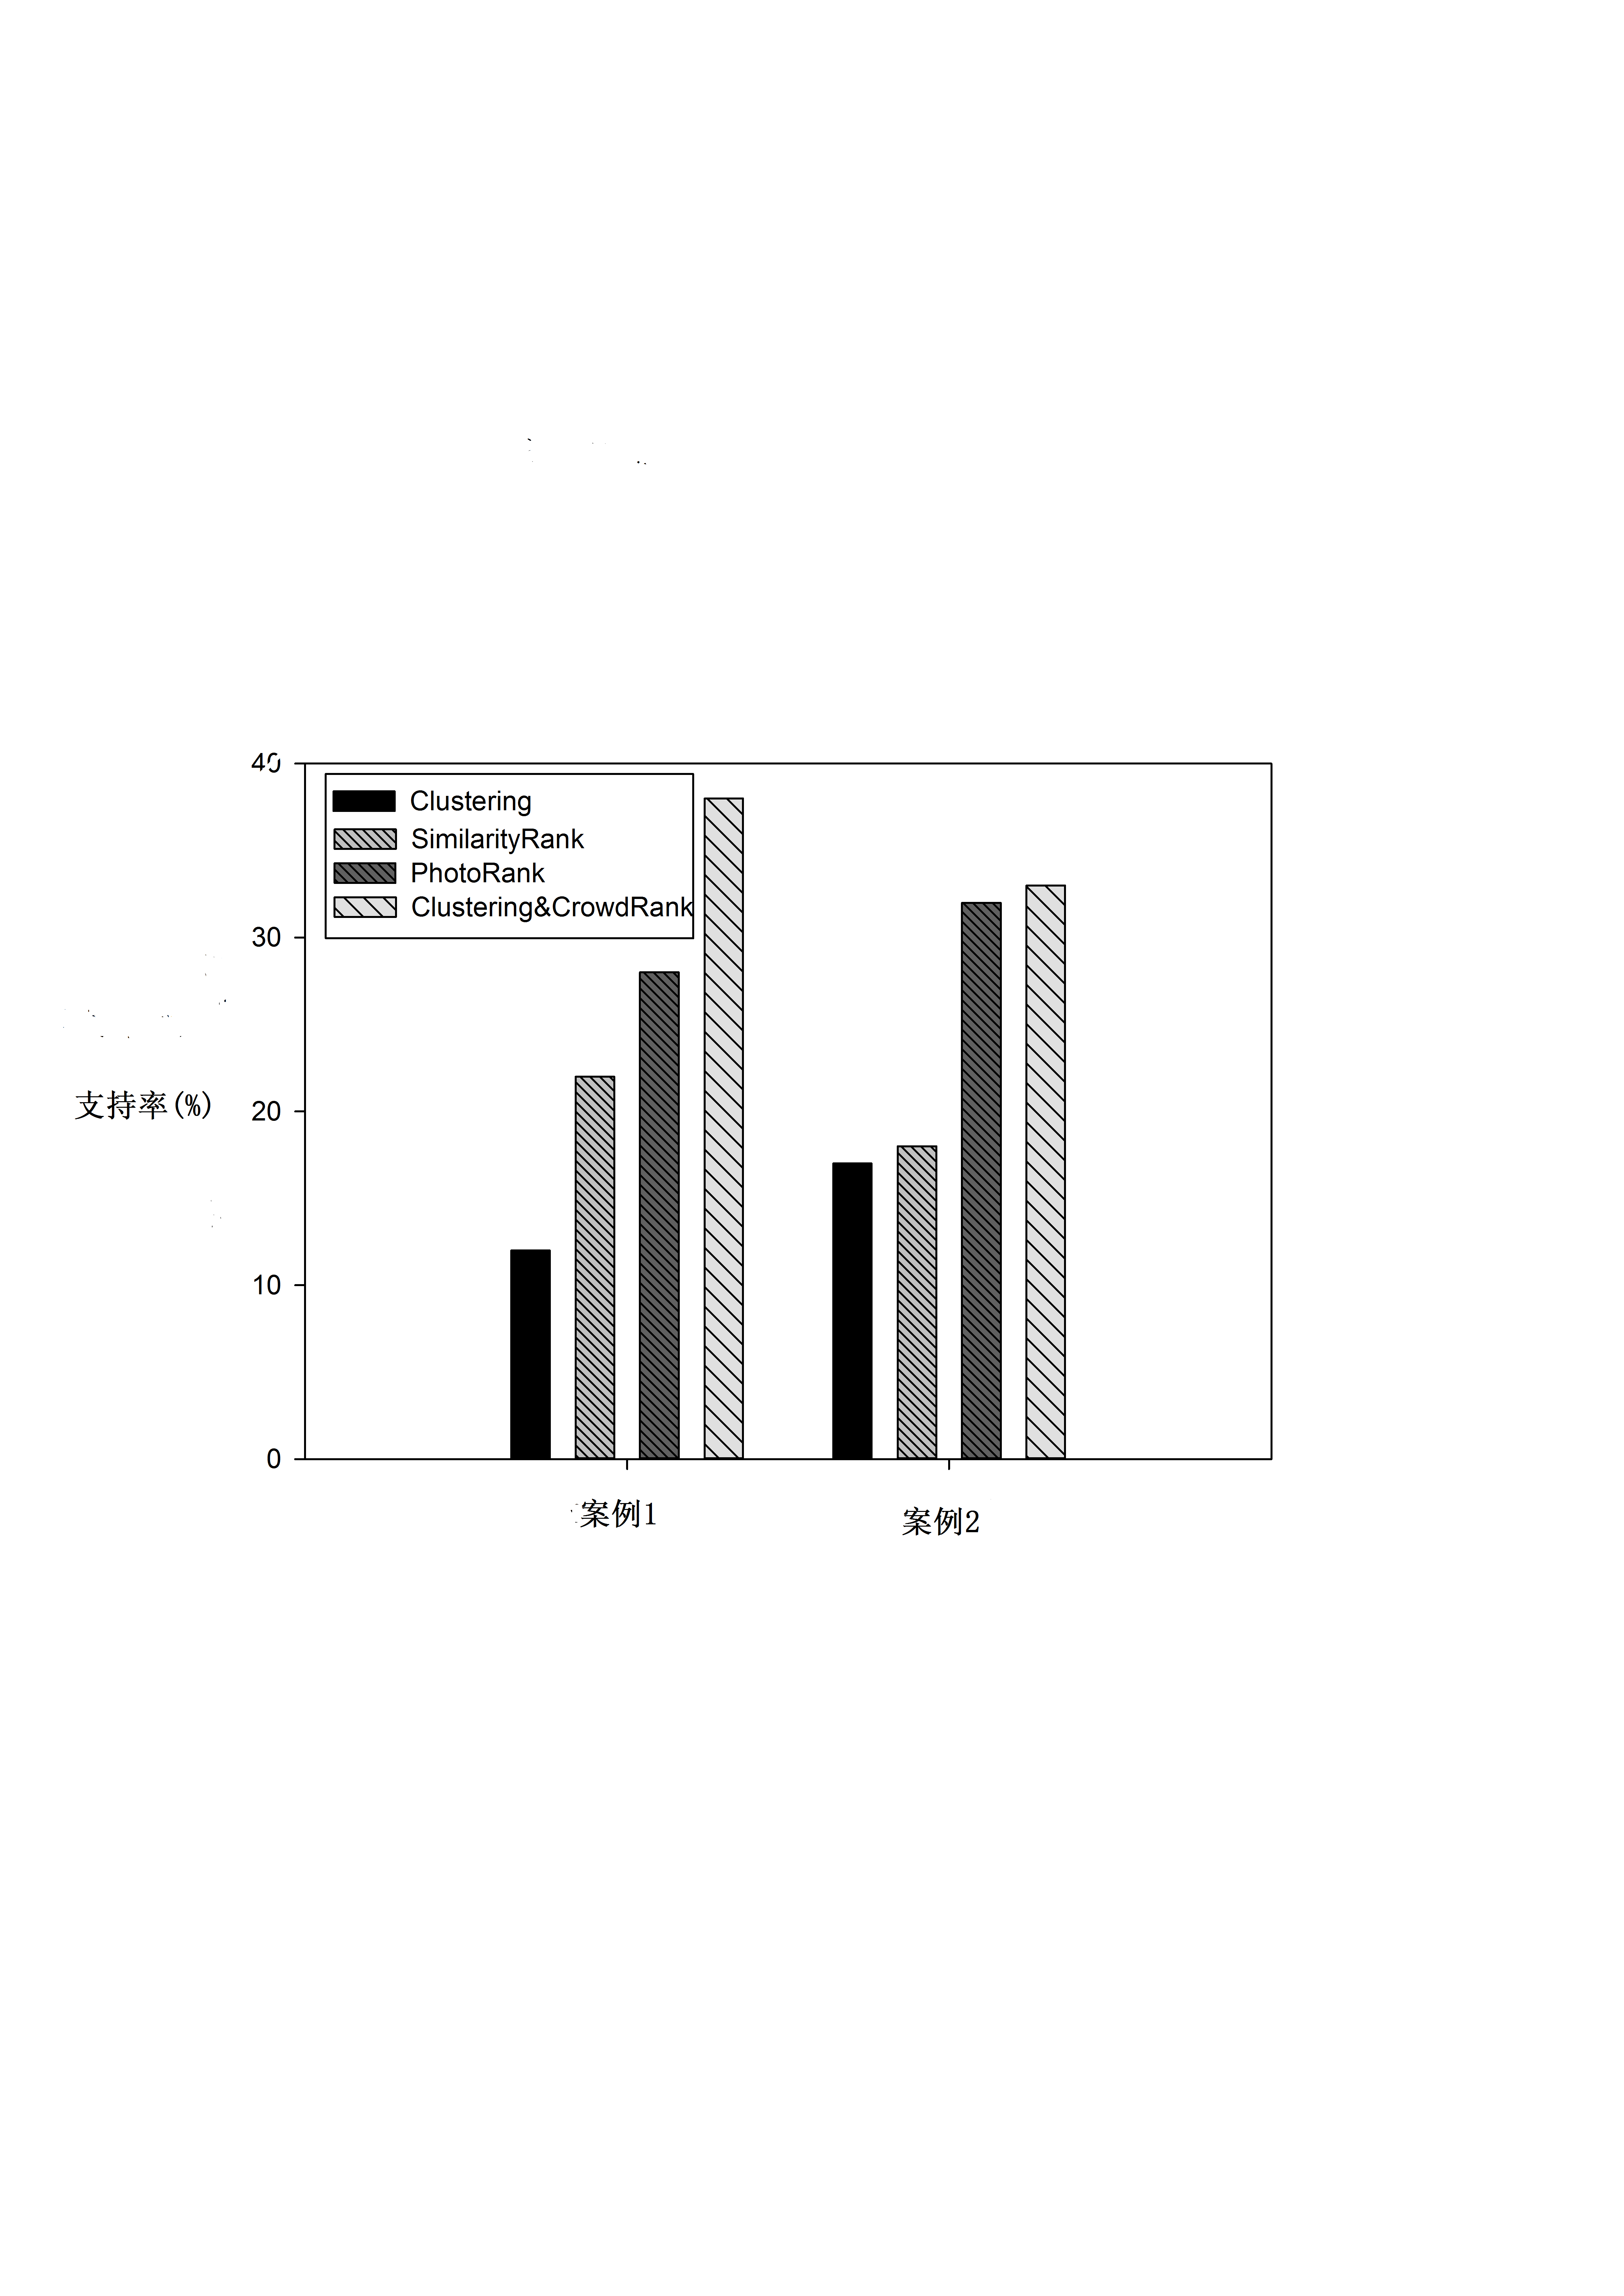 40
Clustering
SimilarityRank
PhotoRank
Clustering&CrowdRank
30
支持率(%)
20
10
0
案例1
案例2